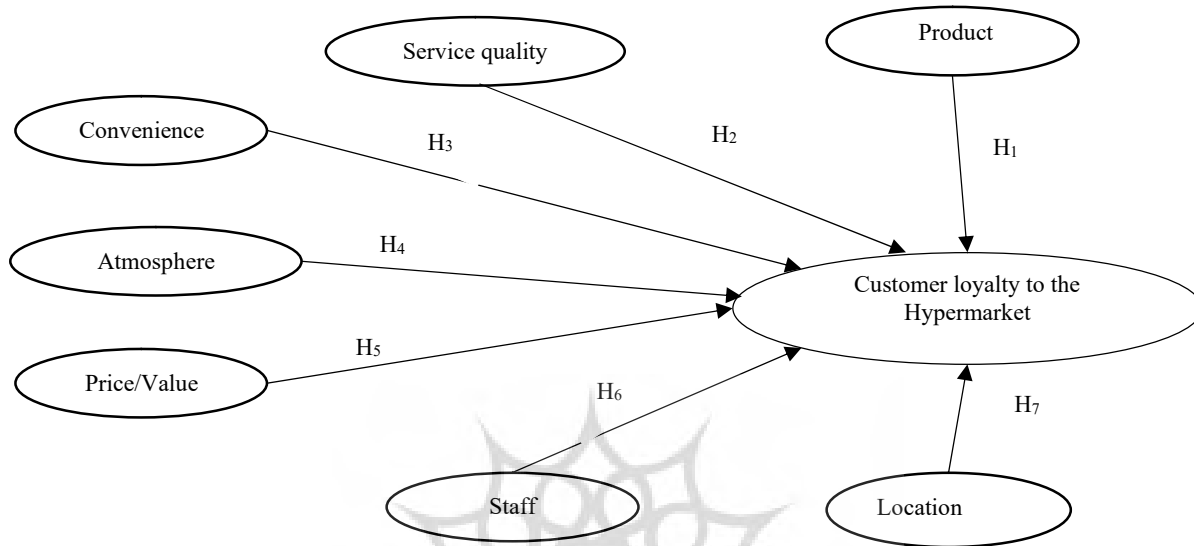 Product
Service quality
Convenience
H₃
H₂
H₁
Atmosphere
H₄
Customer loyalty to the
Hypermarket
Price/Value
H₅
H₆
H₇
Staff
Location